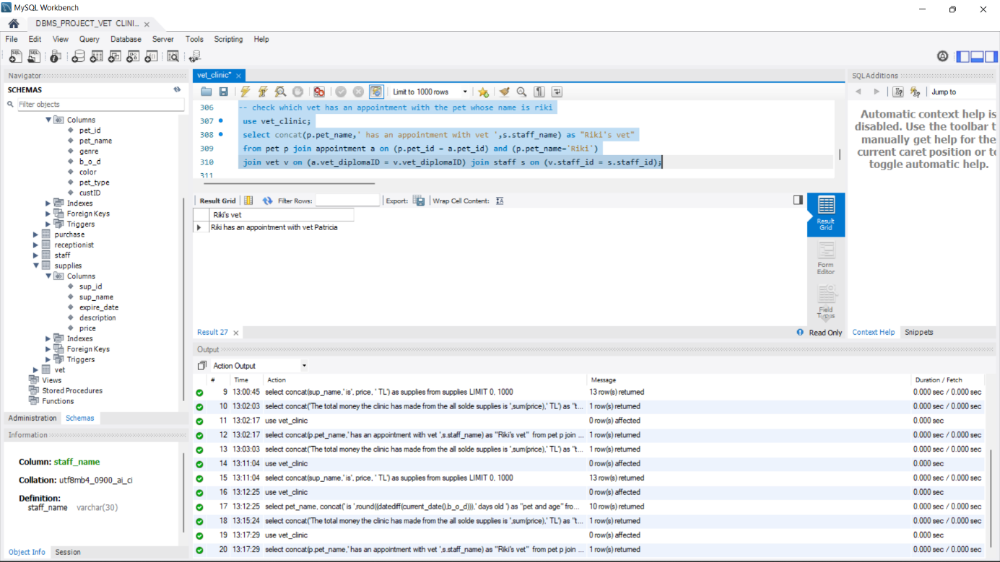 MySQL Workbench
DBMS_PROJECT_VET CLINI...
File Edit View Query Database Server Tools Scripting Help
Navigator
SCHEMAS
Filter objects
Columns
pet_id
pet_name
genre
b_o_d
color
pet_type
custID
Indexes
Foreign Keys
Triggers
purchase
receptionist
staff
supplies
Columns
sup_id
sup_name
expire_date
description
price
Indexes
Foreign Keys
Triggers
vet
Views
Stored Procedures
Functions
Administration Schemas
Information
Column: staff_name
Collation: utf8mb4_0900_ai_ci
Definition:
staff_name varchar(30)
Object Info Session
vet_clinic*
Limit to 1000 rows
306 -- check which vet has an appointment with the pet whose name is riki
307 use vet_clinic;
308 select concat(p.pet_name,' has an appointment with vet ',s.staff_name) as "Riki's vet"
309 from pet p join appointment a on (p.pet_id = a.pet_id) and (p.pet_name='Riki')
310 join vet v on (a.vet_diplomaID = v.vet_diplomaID) join staff s on (v.staff_id = s.staff_id);
311
Result Grid Filter Rows: Export: Wrap Cell Content:
Riki's vet
Riki has an appointment with vet Patricia
Result Grid
Form Editor
Field Types
Result 27
Read Only
SQLAdditions
Jump to
Automatic context help is
disabled. Use the toolbar t
manually get help for the
current caret position or to
toggle automatic help.
Context Help Snippets
Output
Action Output
# Time Action Message Duration / Fetch
9 13:00:45 select concat(sup_name,' is', price, ' TL') as supplies from supplies LIMIT 0, 1000 13 row(s) returned 0.000 sec / 0.000 sec
10 13:02:03 select concat('The total money the clinic has made from the all solde supplies is ',sum(price),' TL') as "t... 1 row(s) returned 0.000 sec / 0.000 sec
11 13:02:17 use vet_clinic 0 row(s) affected 0.000 sec
12 13:02:17 select concat(p.pet_name,' has an appointment with vet ',s.staff_name) as "Riki's vet" from pet p join ... 1 row(s) returned 0.000 sec / 0.000 sec
13 13:03:03 select concat('The total money the clinic has made from the all solde supplies is ',sum(price),' TL') as "t... 1 row(s) returned 0.000 sec / 0.000 sec
14 13:11:04 use vet_clinic 0 row(s) affected 0.000 sec
15 13:11:04 select concat(sup_name,' is', price, ' TL') as supplies from supplies LIMIT 0, 1000 13 row(s) returned 0.000 sec / 0.000 sec
16 13:12:25 use vet_clinic 0 row(s) affected 0.000 sec
17 13:12:25 select pet_name, concat(' is ',round((datediff(current_date(),b_o_d))),' days old ') as "pet and age" fro... 10 row(s) returned 0.000 sec / 0.000 sec
18 13:15:24 select concat('The total money the clinic has made from the all solde supplies is ',sum(price),' TL') as "t... 1 row(s) returned 0.000 sec / 0.000 sec
19 13:17:29 use vet_clinic 0 row(s) affected 0.000 sec
20 13:17:29 select concat(p.pet_name,' has an appointment with vet ',s.staff_name) as "Riki's vet" from pet p join ... 1 row(s) returned 0.000 sec / 0.000 sec